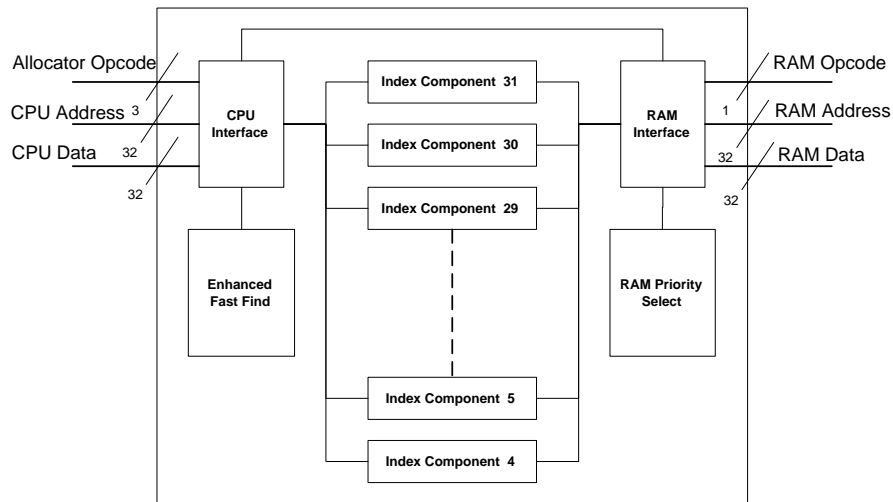 Allocator Opcode
3
CPU Address
32
CPU Data
32
CPU
Interface
Enhanced
Fast Find
Index Component 31
Index Component 30
Index Component 29
Index Component 5
Index Component 4
RAM
Interface
RAM Priority
Select
RAM Opcode
1
RAM Address
32
RAM Data
32